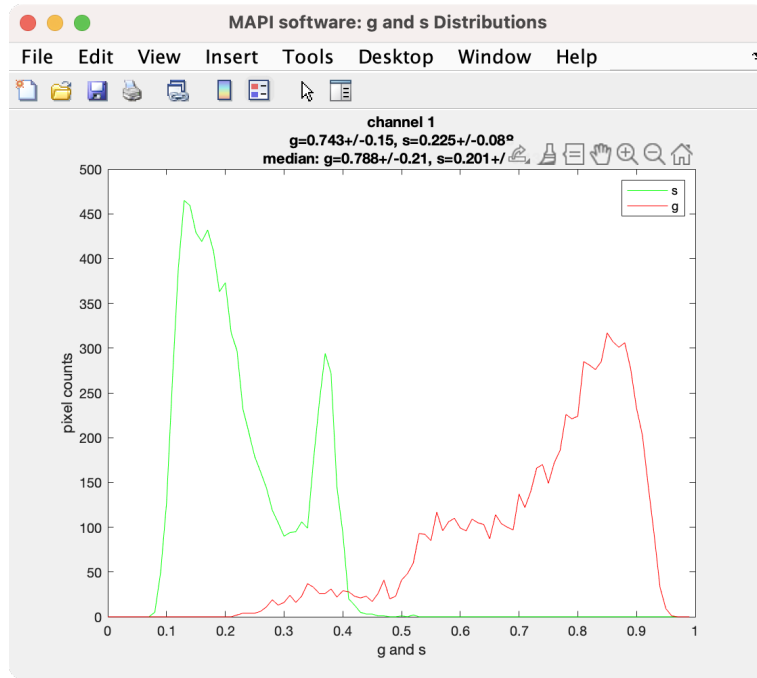 MAPI software: g and s Distributions
File Edit View Insert Tools Desktop Window Help
channel 1
g=0.743+/-0.15, s=0.225+/-0.089
median: g=0.788+/-0.21, s=0.201+/-
500
450
400
350
300
250
200
150
100
50
0
pixel counts
s
g
0 0.1 0.2 0.3 0.4 0.5 0.6 0.7 0.8 0.9 1
g and s